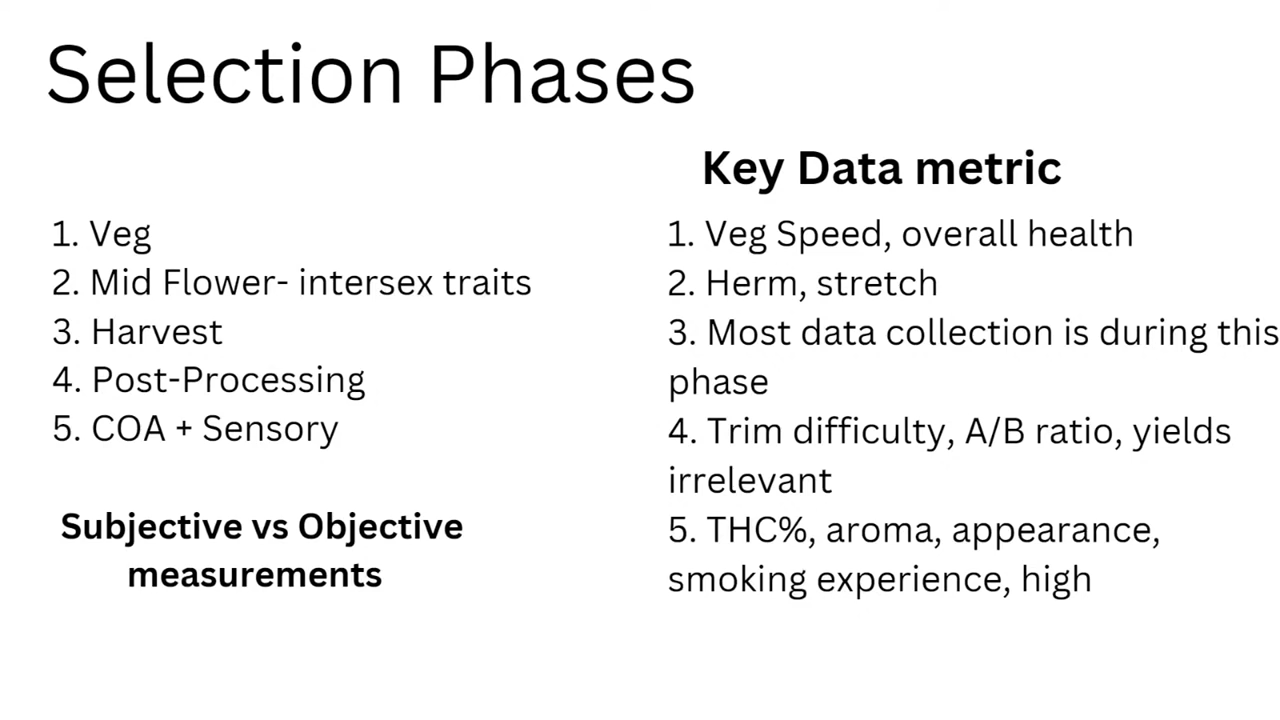 Selection Phases
1. Veg
2. Mid Flower- intersex traits
3. Harvest
4. Post-Processing
5. COA + Sensory
Subjective vs Objective
measurements
Key Data metric
1. Veg Speed, overall health
2. Herm, stretch
3. Most data collection is during this
phase
4. Trim difficulty, A/B ratio, yields
irrelevant
5. THC%, aroma, appearance,
smoking experience, high